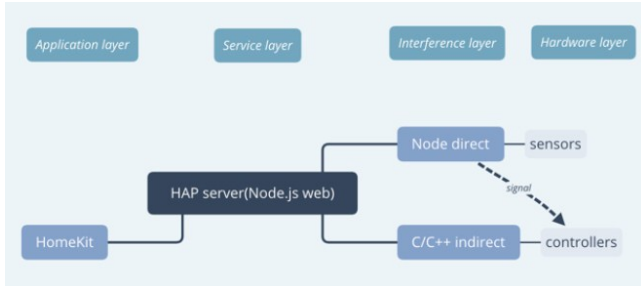 Application layer
Service layer
Interference layer
Hardware layer
Node direct
sensors
signal
HAP server(Node.js web)
HomeKit
C/C++ indirect
controllers